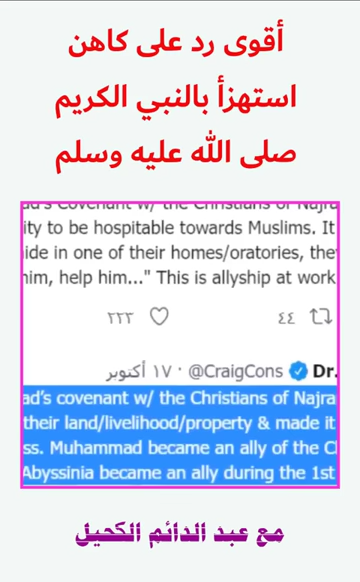 أقوى رد على كاهن
استهزأ بالنبي الكريم
صلى الله عليه وسلم
ad's covenant w/ the Christians of Najra
ity to be hospitable towards Muslims. It
ide in one of their homes/oratories, the
him, help him..." This is allyship at work
٢٢٣ ٤٤
Dr. @CraigCons · ١٧ أكتوبر
ad's covenant w/ the Christians of Najra
their land/livelihood/property & made it
ss. Muhammad became an ally of the C
Abyssinia became an ally during the 1st
مع عبد الدائم الكحيل